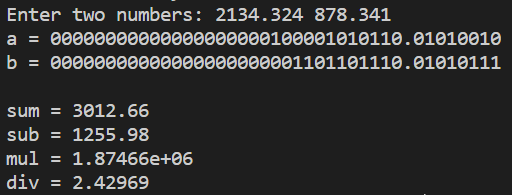 Enter two numbers: 2134.324 878.341
a = 00000000000000000000100001010110.01010010
b = 00000000000000000000001101101110.01010111
sum = 3012.66
sub = 1255.98
mul = 1.87466e+06
div = 2.42969